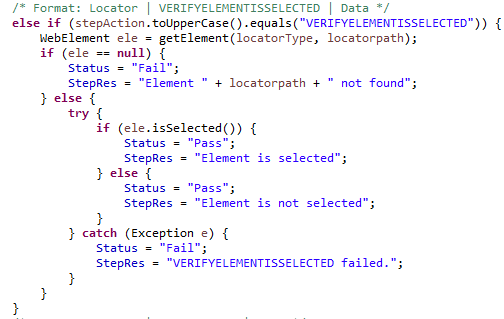 /* Format: Locator | VERIFYELEMENTISSELECTED | Data */
else if (stepAction.toUpperCase().equals("VERIFYELEMENTISSELECTED")) {
    WebElement ele = getElement(locatorType, locatorpath);
    if (ele == null) {
        Status = "Fail";
        StepRes = "Element " + locatorpath + " not found";
    } else {
        try {
            if (ele.isSelected()) {
                Status = "Pass";
                StepRes = "Element is selected";
            } else {
                Status = "Pass";
                StepRes = "Element is not selected";
            }
        } catch (Exception e) {
            Status = "Fail";
            StepRes = "VERIFYELEMENTISSELECTED failed.";
        }
    }
}